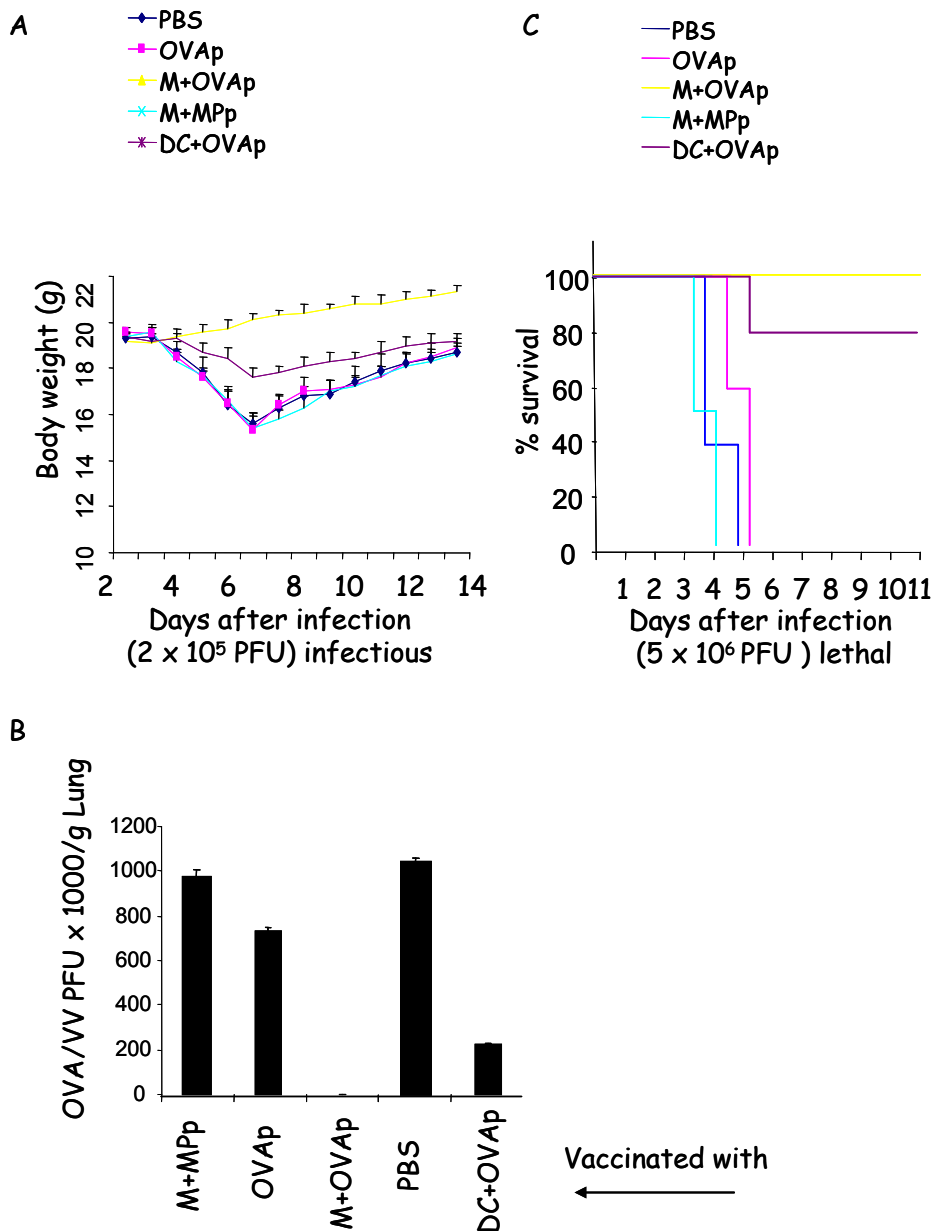 A
PBS
OVAp
M+OVAp
M+MPp
DC+OVAp
Body weight (g)
22
20
18
16
14
12
10
2 4 6 8 10 12 14
Days after infection
(2 x 10⁵ PFU) infectious
C
PBS
OVAp
M+OVAp
M+MPp
DC+OVAp
% survival
100
80
60
40
20
0
1 2 3 4 5 6 7 8 9 1011
Days after infection
(5 x 10⁶ PFU ) lethal
B
OVA/VV PFU x 1000/g Lung
1200
1000
800
600
400
200
0
M+MPp
OVAp
M+OVAp
PBS
DC+OVAp
Vaccinated with